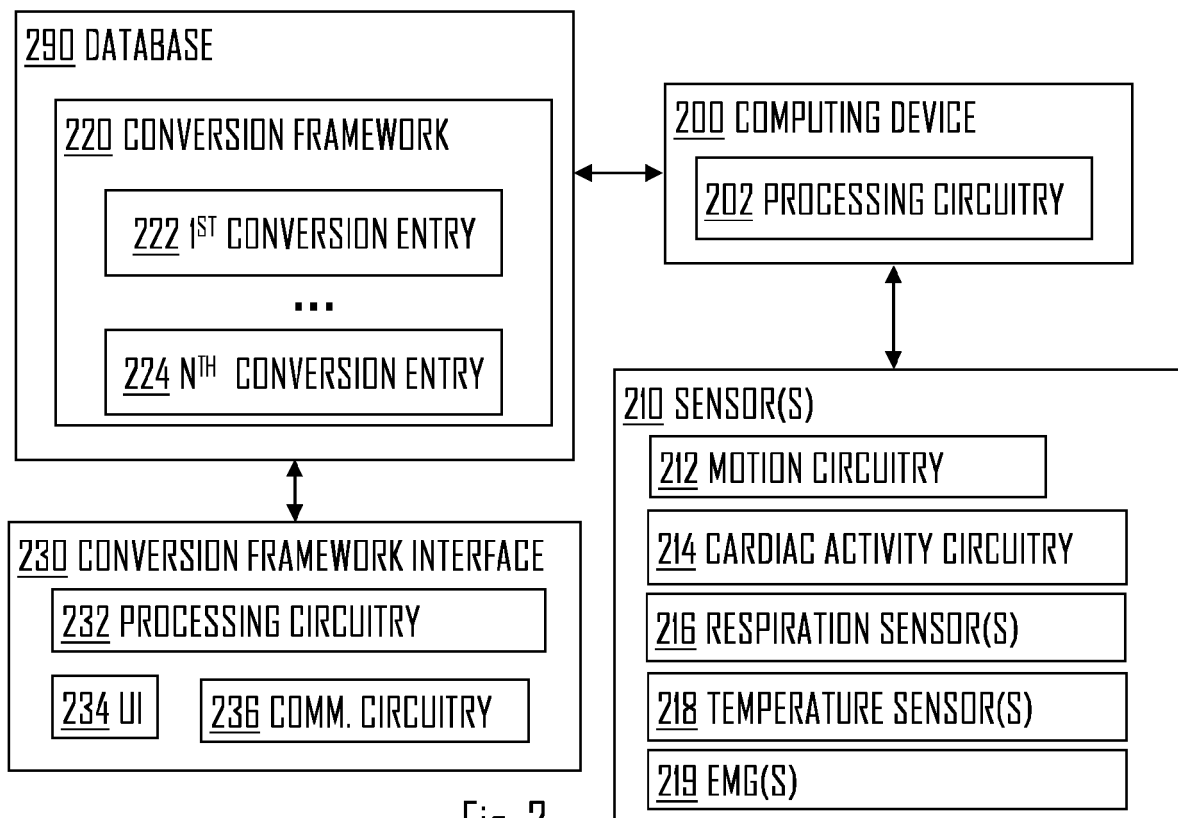 290 DATABASE
220 CONVERSION FRAMEWORK
222 1ST CONVERSION ENTRY
...
224 NTH CONVERSION ENTRY
200 COMPUTING DEVICE
202 PROCESSING CIRCUITRY
230 CONVERSION FRAMEWORK INTERFACE
232 PROCESSING CIRCUITRY
234 UI
236 COMM. CIRCUITRY
210 SENSOR(S)
212 MOTION CIRCUITRY
214 CARDIAC ACTIVITY CIRCUITRY
216 RESPIRATION SENSOR(S)
218 TEMPERATURE SENSOR(S)
219 EMG(S)